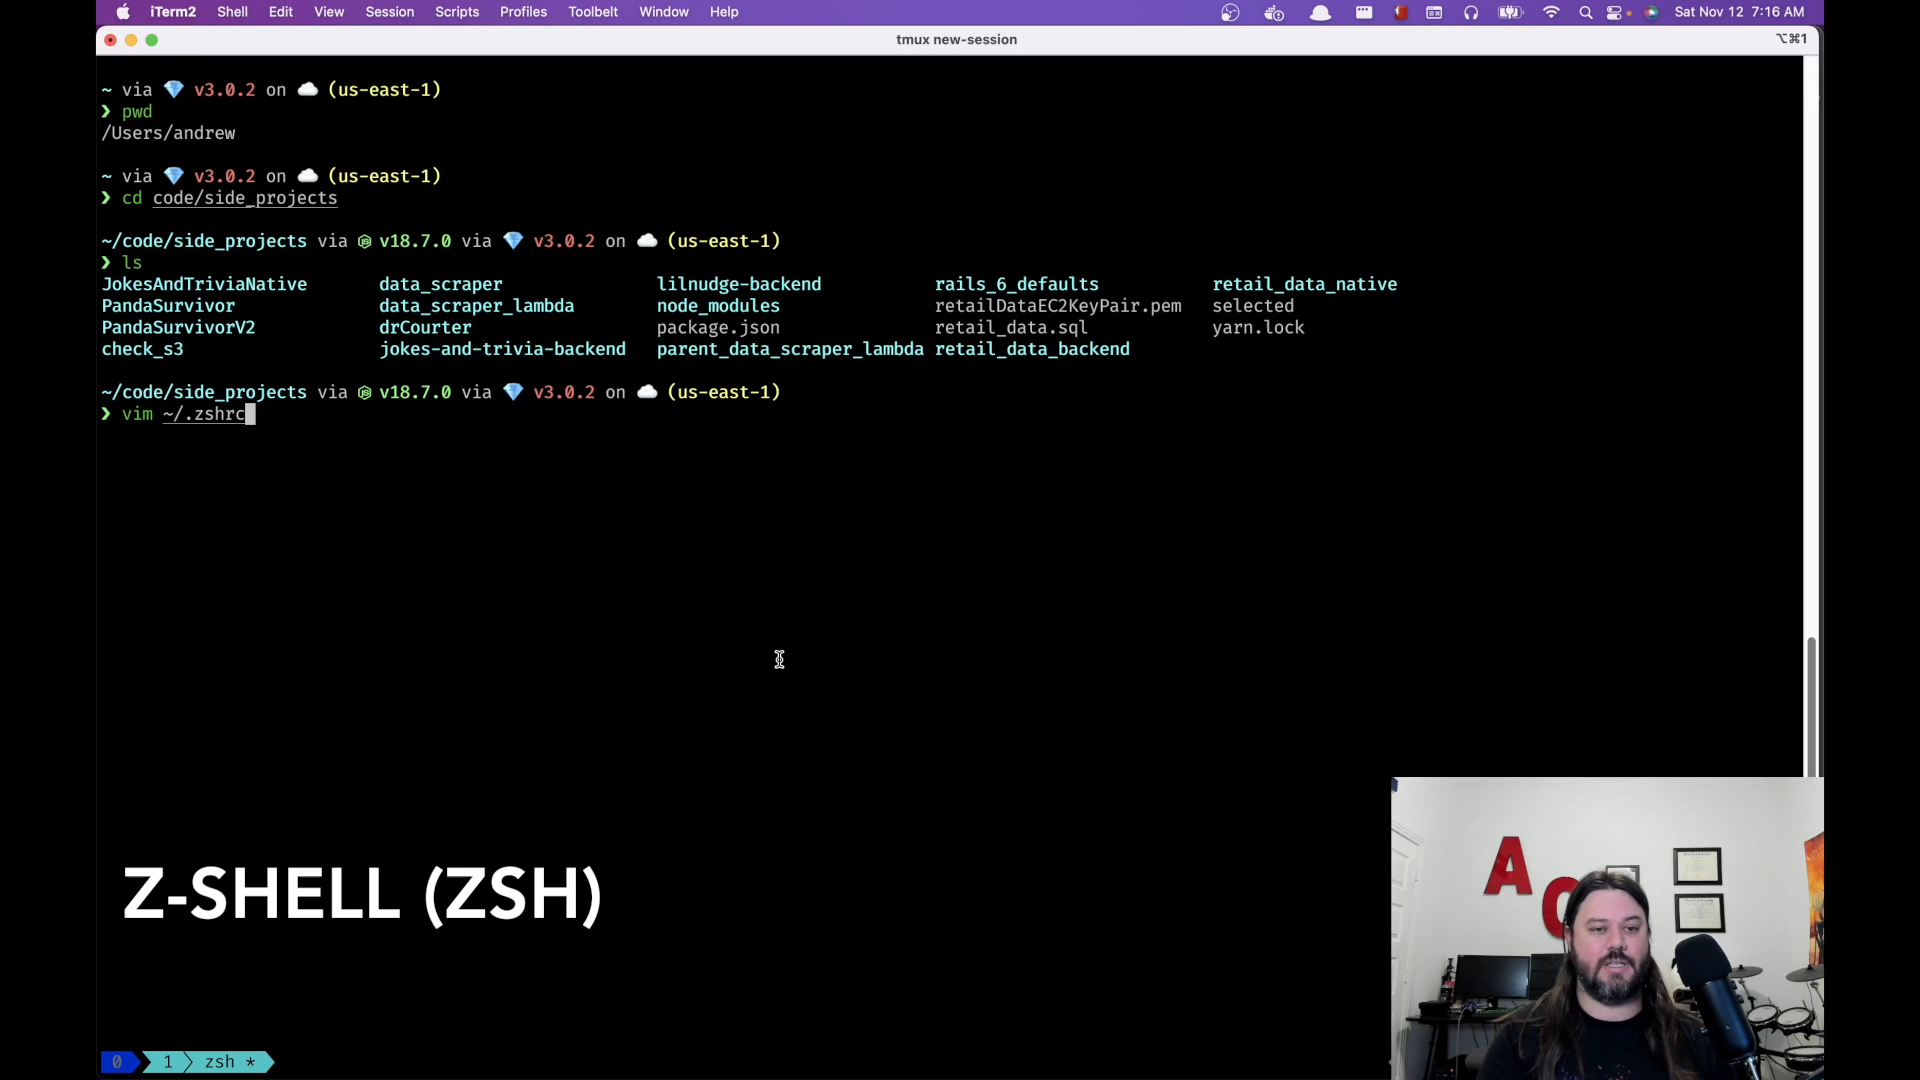 iTerm2 Shell Edit View Session Scripts Profiles Toolbelt Window Help Sat Nov 12 7:16 AM
tmux new-session ⌥⌘1
~ via 💎 v3.0.2 on ☁️ (us-east-1)
❯ pwd
/Users/andrew
~ via 💎 v3.0.2 on ☁️ (us-east-1)
❯ cd code/side_projects
~/code/side_projects via v18.7.0 via 💎 v3.0.2 on ☁️ (us-east-1)
❯ ls
JokesAndTriviaNative data_scraper lilnudge-backend rails_6_defaults retail_data_native
PandaSurvivor data_scraper_lambda node_modules retailDataEC2KeyPair.pem selected
PandaSurvivorV2 drCourter package.json retail_data.sql yarn.lock
check_s3 jokes-and-trivia-backend parent_data_scraper_lambda retail_data_backend
~/code/side_projects via v18.7.0 via 💎 v3.0.2 on ☁️ (us-east-1)
❯ vim ~/.zshrc
A
C
Z-SHELL (ZSH)
0 1 zsh *